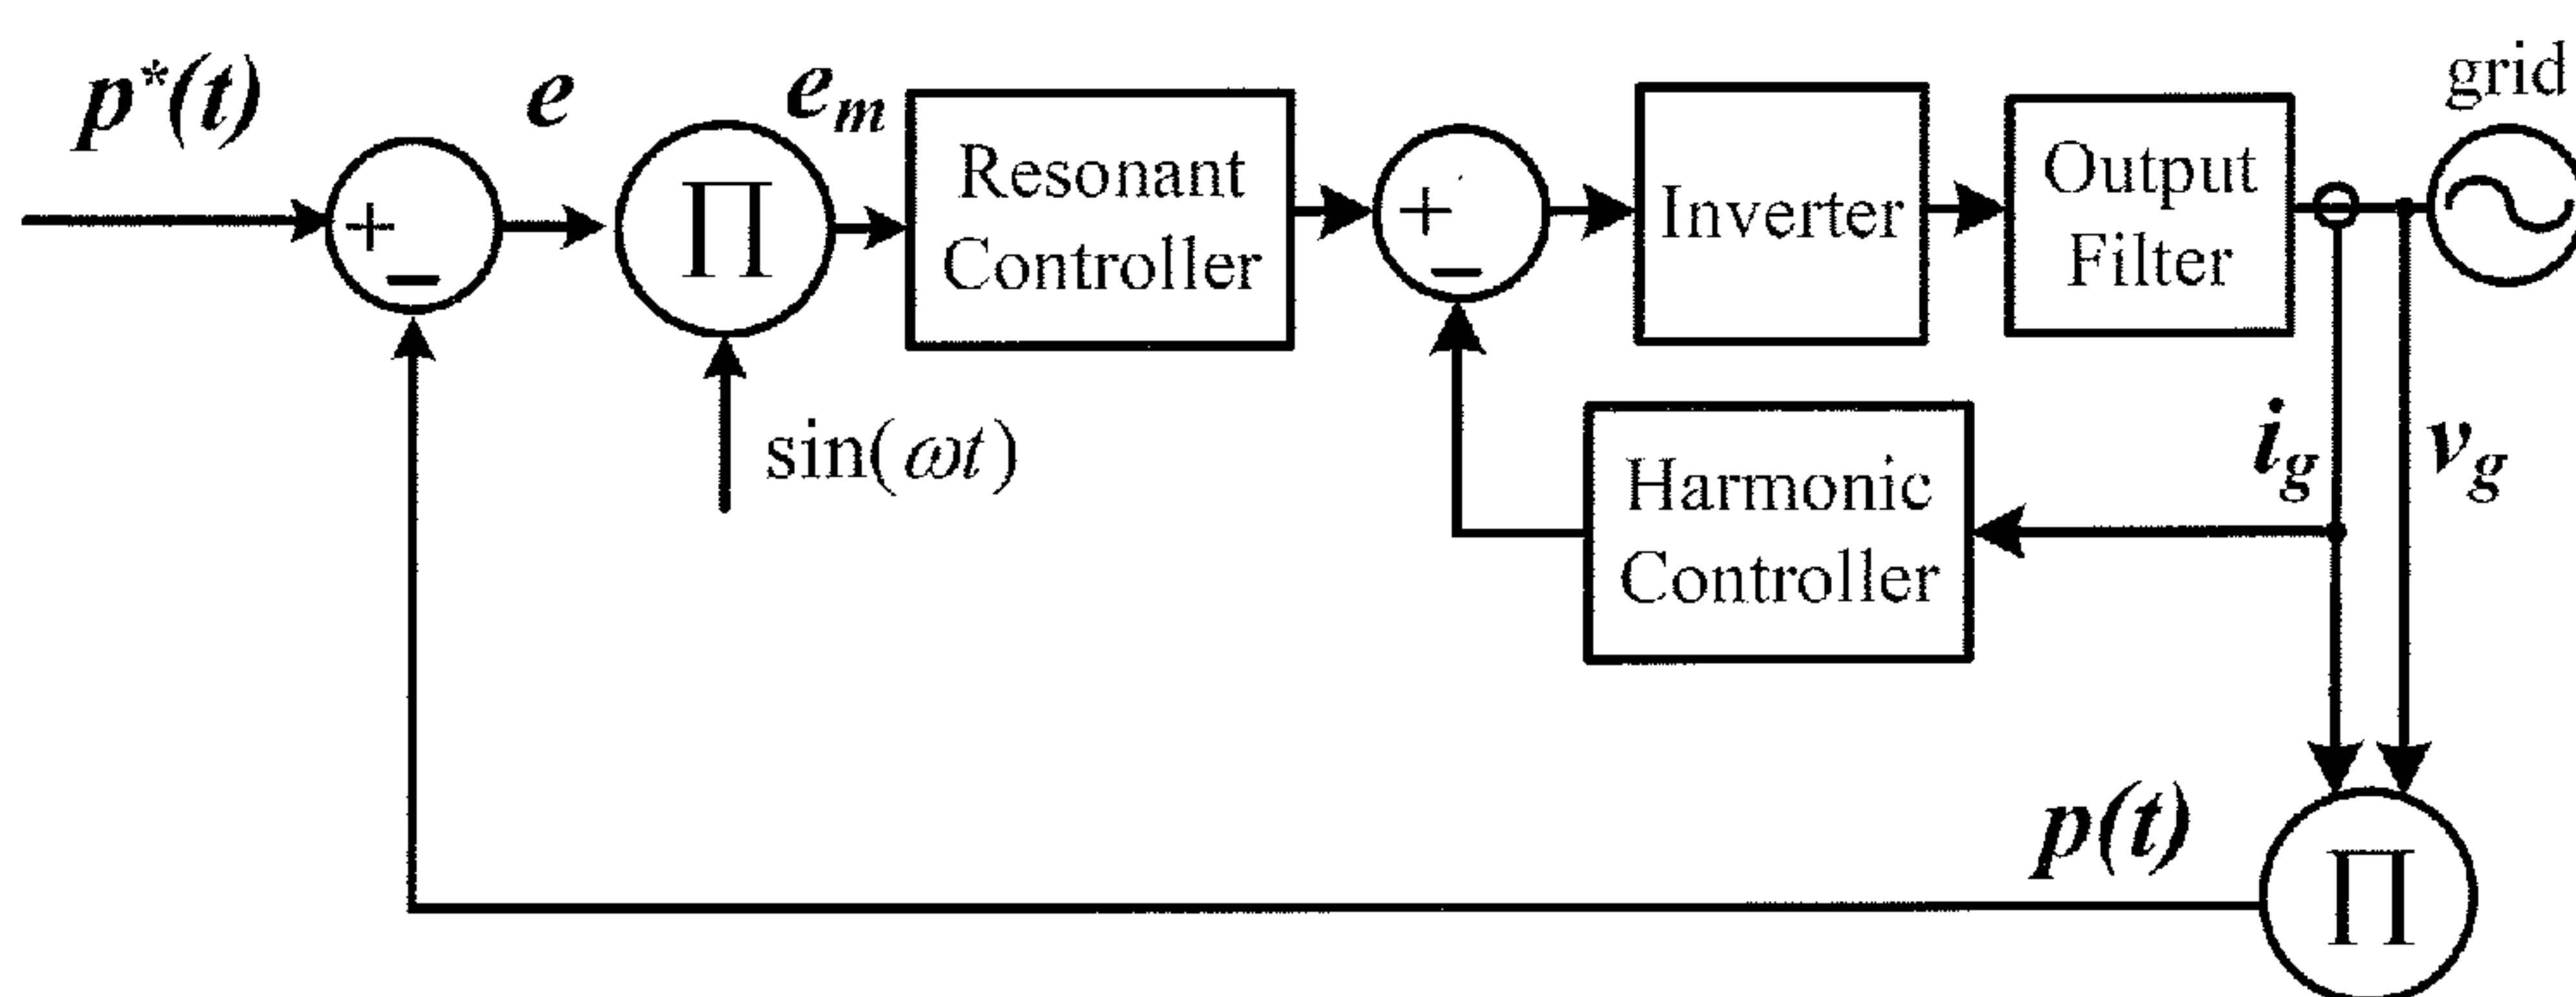 p*(t)
e
e_m
grid
+
−
Π
Resonant
Controller
+
−
Inverter
Output
Filter
sin(ωt)
Harmonic
Controller
i_g
v_g
p(t)
Π